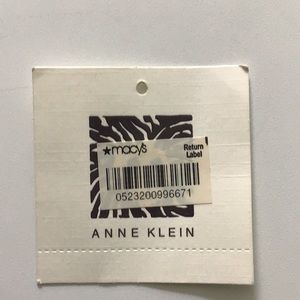 ★macy's
Return
Label
0523200996671
ANNE KLEIN